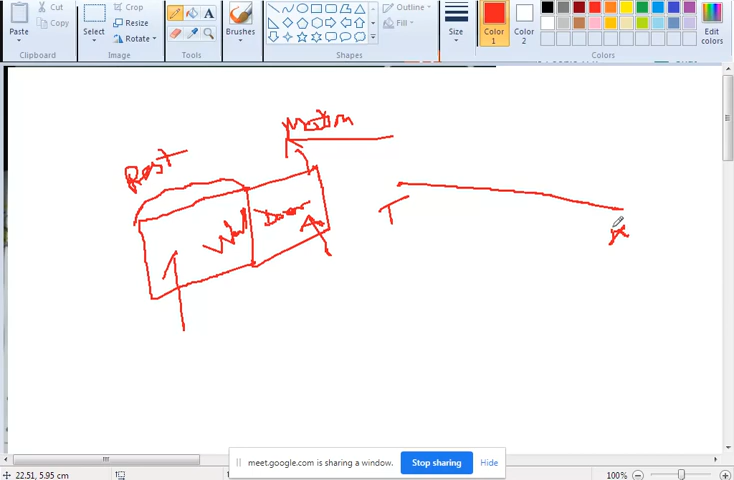 Cut
Copy
Paste
Clipboard
Select
Crop
Resize
Rotate
Image
A
Tools
Brushes
Outline
Fill
Shapes
Size
Color
1
Color
2
Edit
colors
Colors
Motion
Rest
Wall
Door
A
T
A
meet.google.com is sharing a window.
Stop sharing
Hide
22.51, 5.95 cm
100%